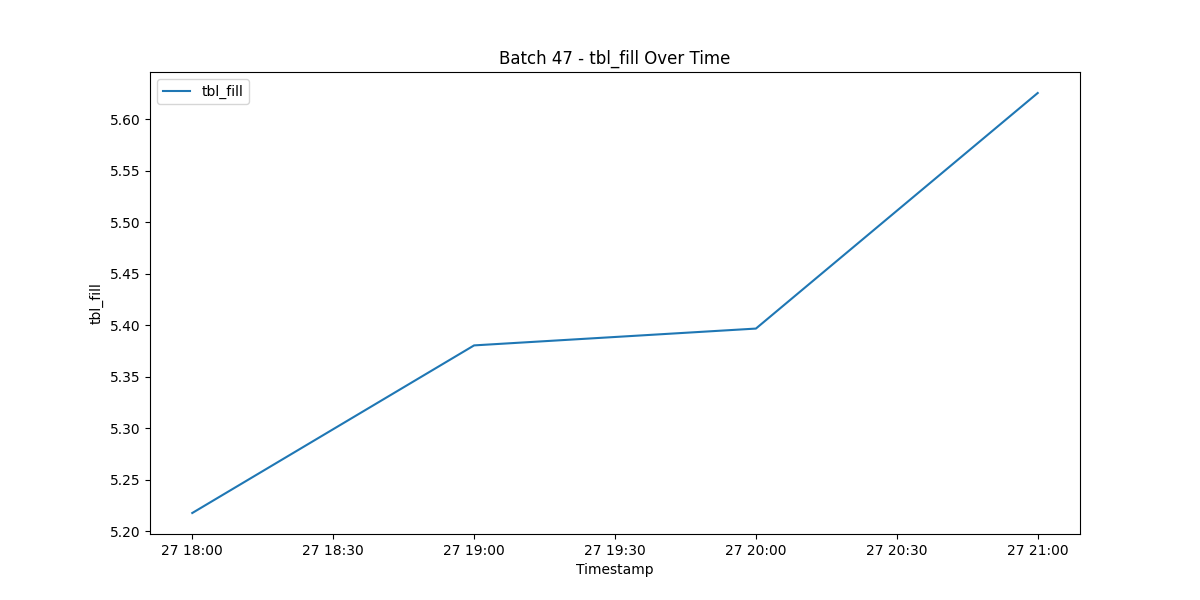 Batch 47 - tbl_fill Over Time
tbl_fill
5.60
5.55
5.50
5.45
5.40
5.35
5.30
5.25
5.20
tbl_fill
27 18:00 27 18:30 27 19:00 27 19:30 27 20:00 27 20:30 27 21:00
Timestamp